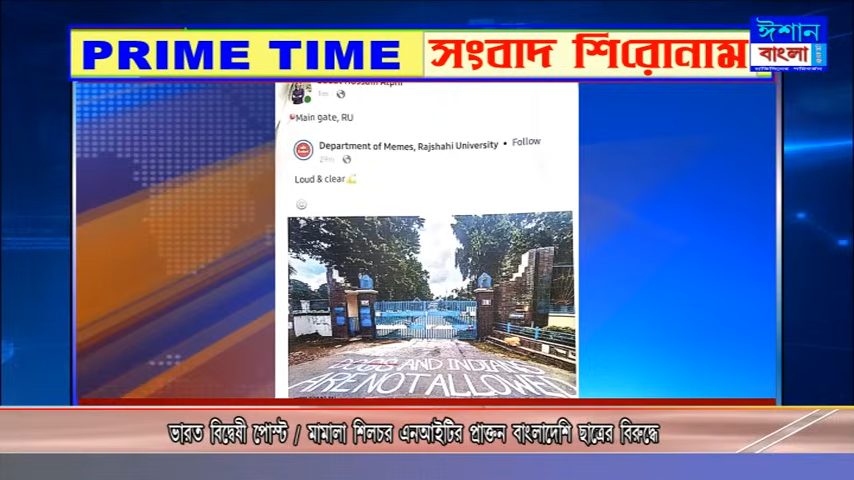 PRIME TIME
সংবাদ শিরোনাম
ঈশান
বাংলা
Main gate, RU
Department of Memes, Rajshahi University • Follow
29m
Loud & clear
DOGS AND INDIANS
ARE NOT ALLOWED
ভারত বিদ্বেষী পোস্ট / মামালা শিলচর এনআইটির প্রাক্তন বাংলাদেশি ছাত্রের বিরুদ্ধে